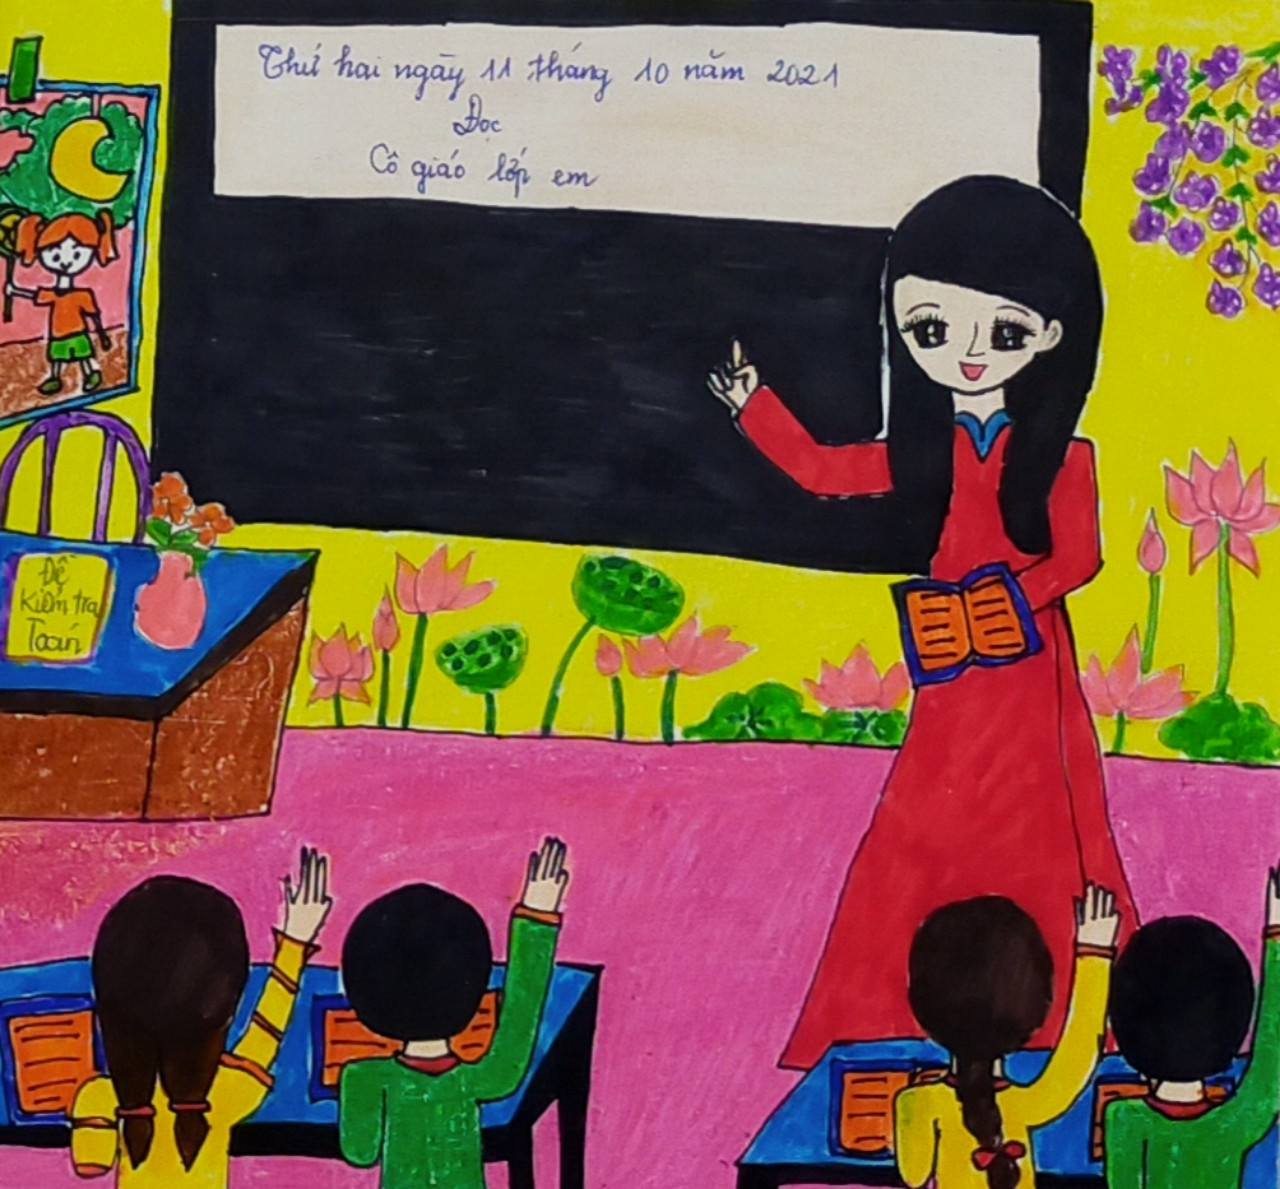 Thứ hai ngày 11 tháng 10 năm 2021
Đọc
Cô giáo lớp em
Đề
Kiểm tra
Toán